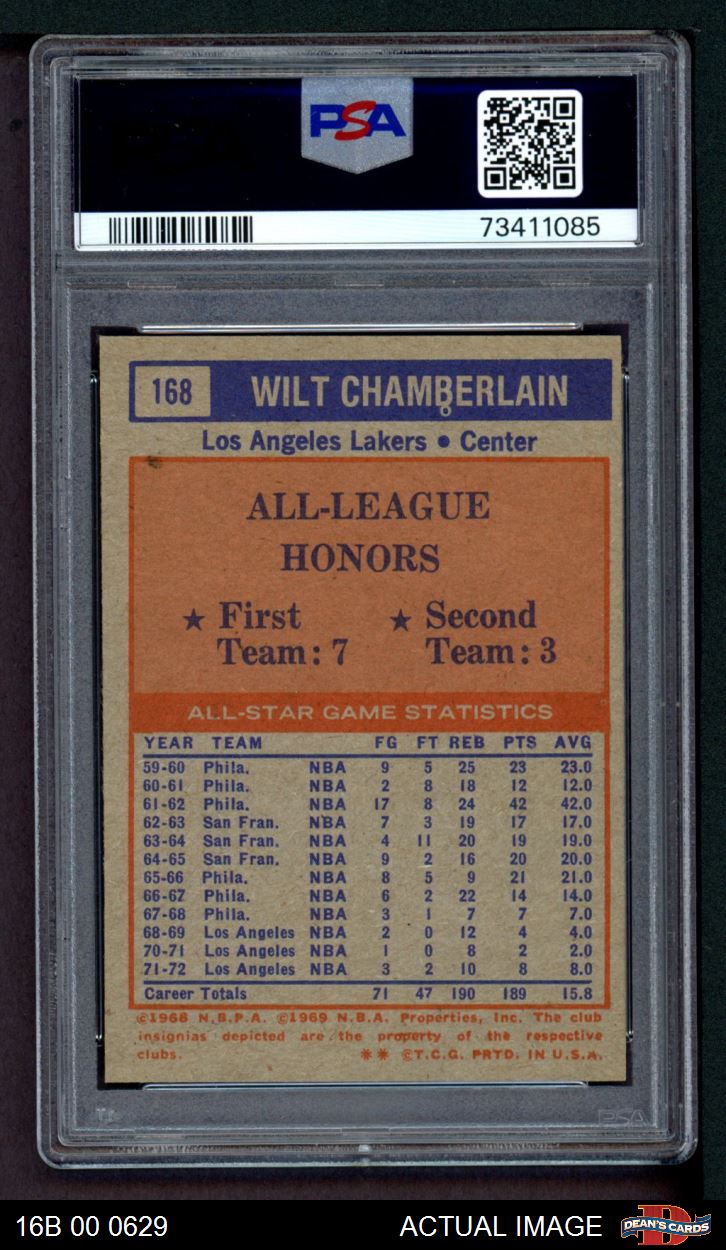 PSA
73411085
168 WILT CHAMBERLAIN
Los Angeles Lakers • Center
ALL-LEAGUE
HONORS
★ First ★ Second
Team: 7 Team: 3
ALL-STAR GAME STATISTICS
YEAR TEAM FG FT REB PTS AVG
59-60 Phila. NBA 9 5 25 23 23.0
60-61 Phila. NBA 2 8 18 12 12.0
61-62 Phila. NBA 17 8 24 42 42.0
62-63 San Fran. NBA 7 3 19 17 17.0
63-64 San Fran. NBA 4 11 20 19 19.0
64-65 San Fran. NBA 9 2 16 20 20.0
65-66 Phila. NBA 8 5 9 21 21.0
66-67 Phila. NBA 6 2 22 14 14.0
67-68 Phila. NBA 3 1 7 7 7.0
68-69 Los Angeles NBA 2 0 12 4 4.0
70-71 Los Angeles NBA 1 0 8 2 2.0
71-72 Los Angeles NBA 3 2 10 8 8.0
Career Totals 71 47 190 189 15.8
©1968 N.B.P.A. ©1969 N.B.A. Properties, Inc. The club
insignias depicted are the property of the respective
clubs. ** ©T.C.G. PRTD. IN U.S.A.
PSA
16B 00 0629 ACTUAL IMAGE DEAN'S CARDS